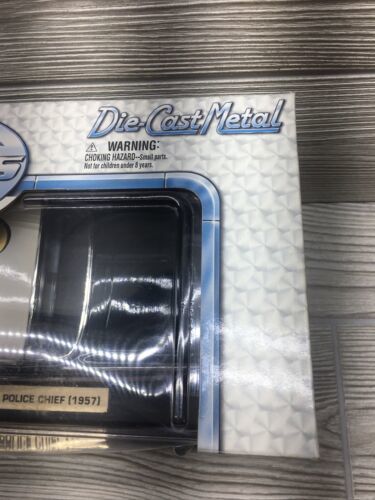 Die-Cast Metal
⚠ WARNING:
CHOKING HAZARD—Small parts.
Not for children under 8 years.
S
POLICE CHIEF (1957)